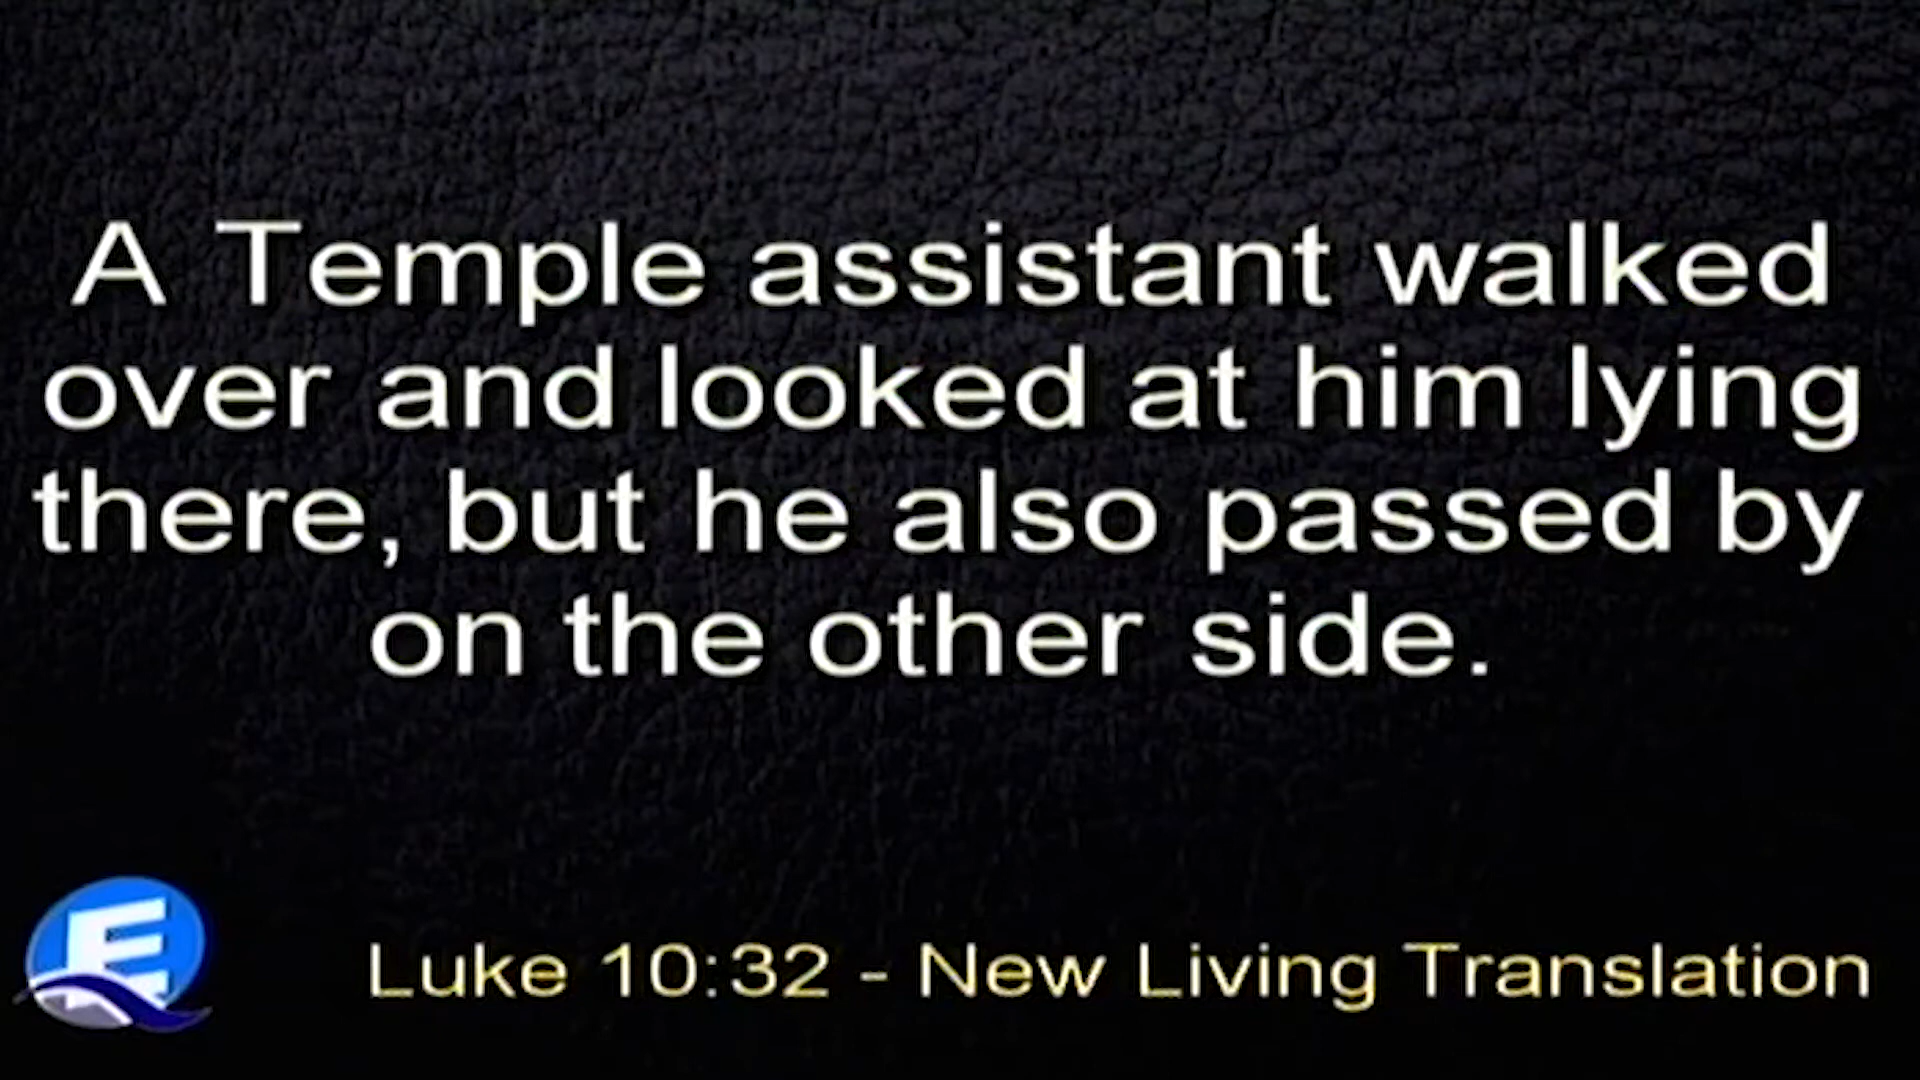 A Temple assistant walked
over and looked at him lying
there, but he also passed by
on the other side.
E
Luke 10:32 - New Living Translation